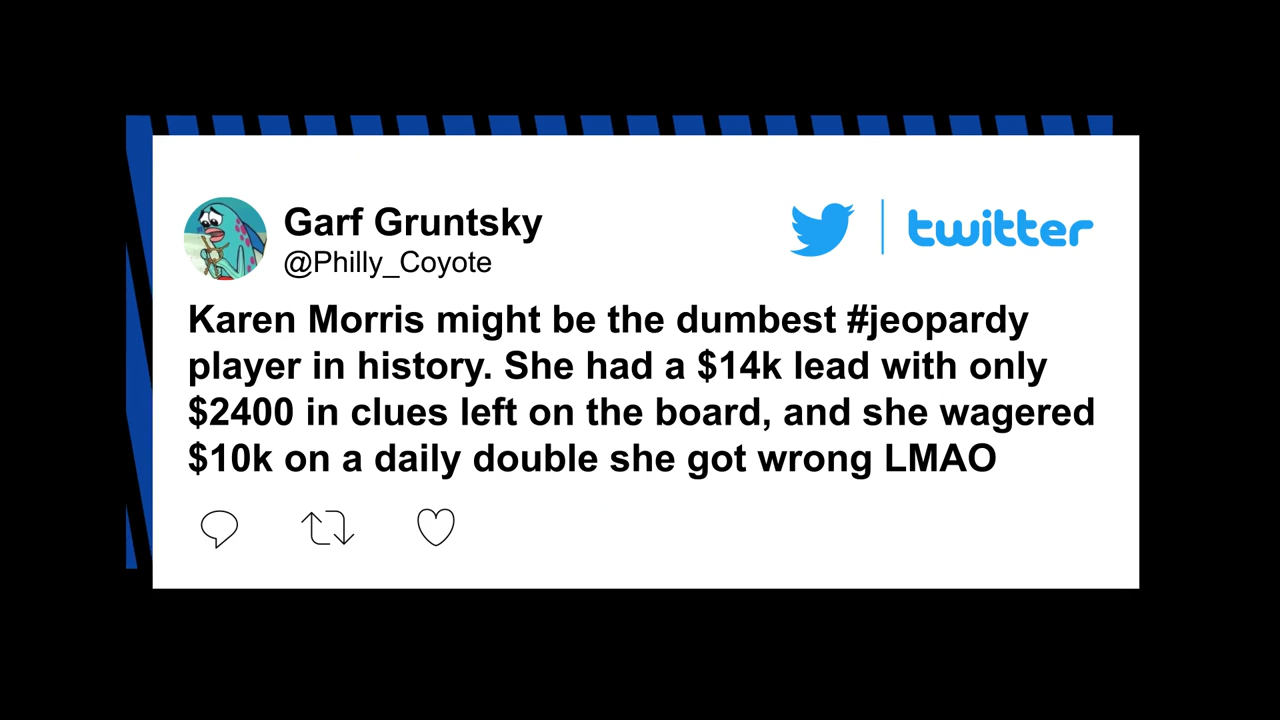 Garf Gruntsky
@Philly_Coyote
twitter
Karen Morris might be the dumbest #jeopardy
player in history. She had a $14k lead with only
$2400 in clues left on the board, and she wagered
$10k on a daily double she got wrong LMAO